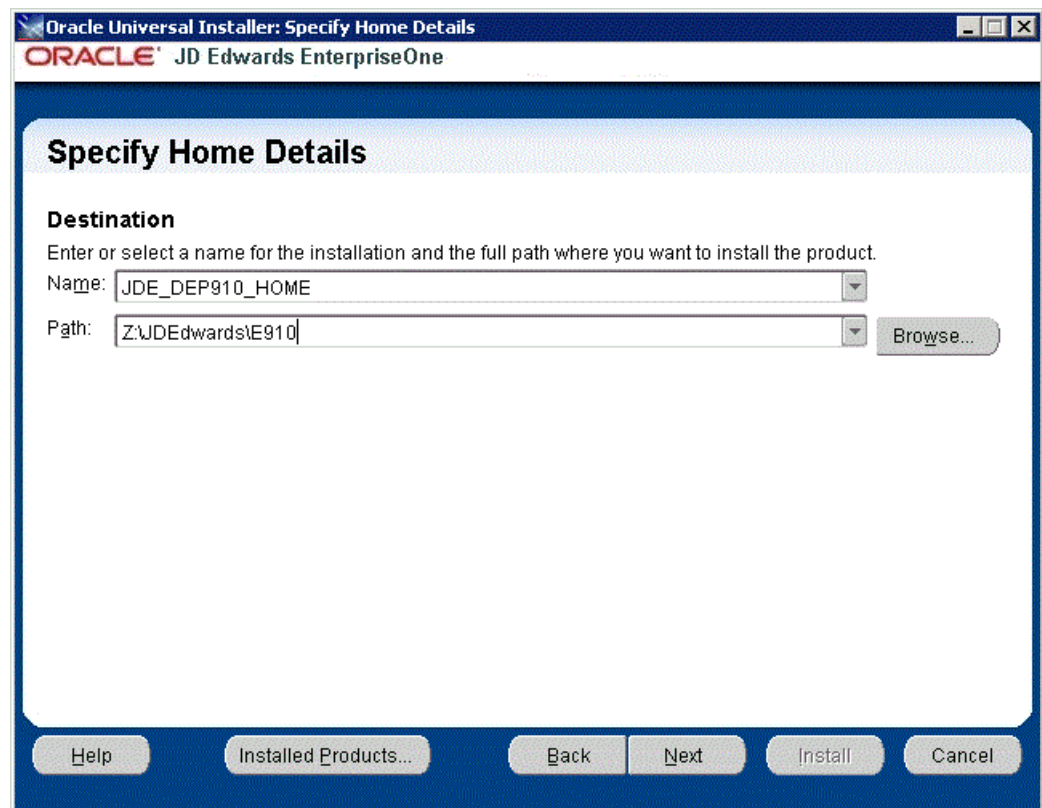 Oracle Universal Installer: Specify Home Details
ORACLE' JD Edwards EnterpriseOne
Specify Home Details
Destination
Enter or select a name for the installation and the full path where you want to install the product.
Name: JDE_DEP910_HOME
Path: Z:\JDEdwards\E910 Browse...
Help Installed Products... Back Next Install Cancel